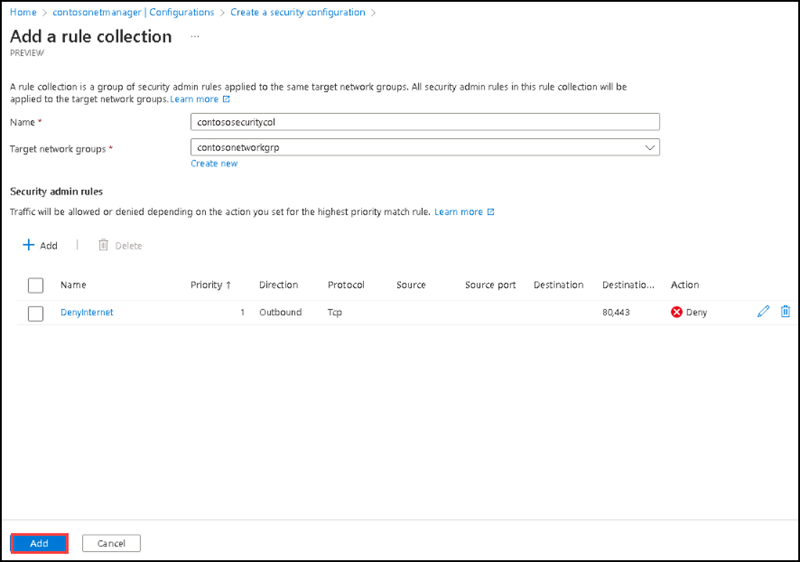 Home > contosonetmanager | Configurations > Create a security configuration >
Add a rule collection ...
PREVIEW
A rule collection is a group of security admin rules applied to the same target network groups. All security admin rules in this rule collection will be
applied to the target network groups. Learn more
Name * contososecuritycol
Target network groups * contosonetworkgrp
Create new
Security admin rules
Traffic will be allowed or denied depending on the action you set for the highest priority match rule. Learn more
+ Add | Delete
Name Priority ↑ Direction Protocol Source Source port Destination Destinatio... Action
DenyInternet 1 Outbound Tcp 80,443 Deny
Add Cancel